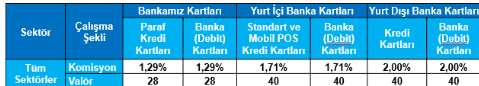 Sektör Çalışma Şekli Bankamız Kartları Yurt İçi Banka Kartları Yurt Dışı Banka Kartları
Paraf Kredi Kartları Banka (Debit) Kartları Standart ve Mobil POS Kredi Kartları Banka (Debit) Kartları Kredi Kartları Banka (Debit) Kartları
Tüm Sektörler Komisyon 1,29% 1,29% 1,71% 1,71% 2,00% 2,00%
Valör 28 28 40 40 40 40